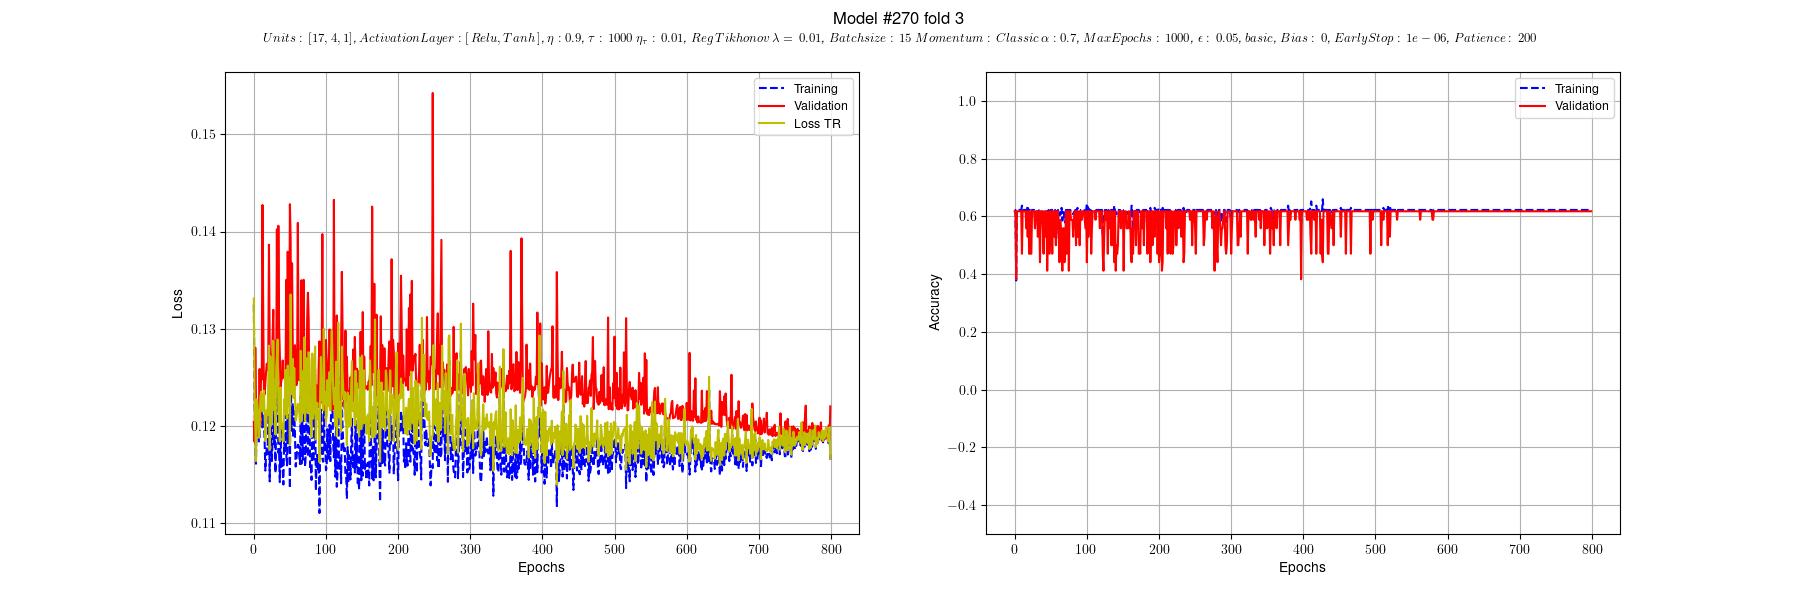 Model #270 fold 3
Units : [17, 4, 1], ActivationLayer : [ Relu, Tanh], η : 0.9, τ : 1000 η_τ : 0.01, RegTikhonov λ = 0.01, Batchsize : 15 Momentum : Classic α : 0.7, MaxEpochs : 1000, ϵ : 0.05, basic, Bias : 0, EarlyStop : 1e − 06, Patience : 200
Loss
0.15
0.14
0.13
0.12
0.11
0 100 200 300 400 500 600 700 800
Epochs
Training
Validation
Loss TR
Accuracy
1.0
0.8
0.6
0.4
0.2
0.0
−0.2
−0.4
0 100 200 300 400 500 600 700 800
Epochs
Training
Validation